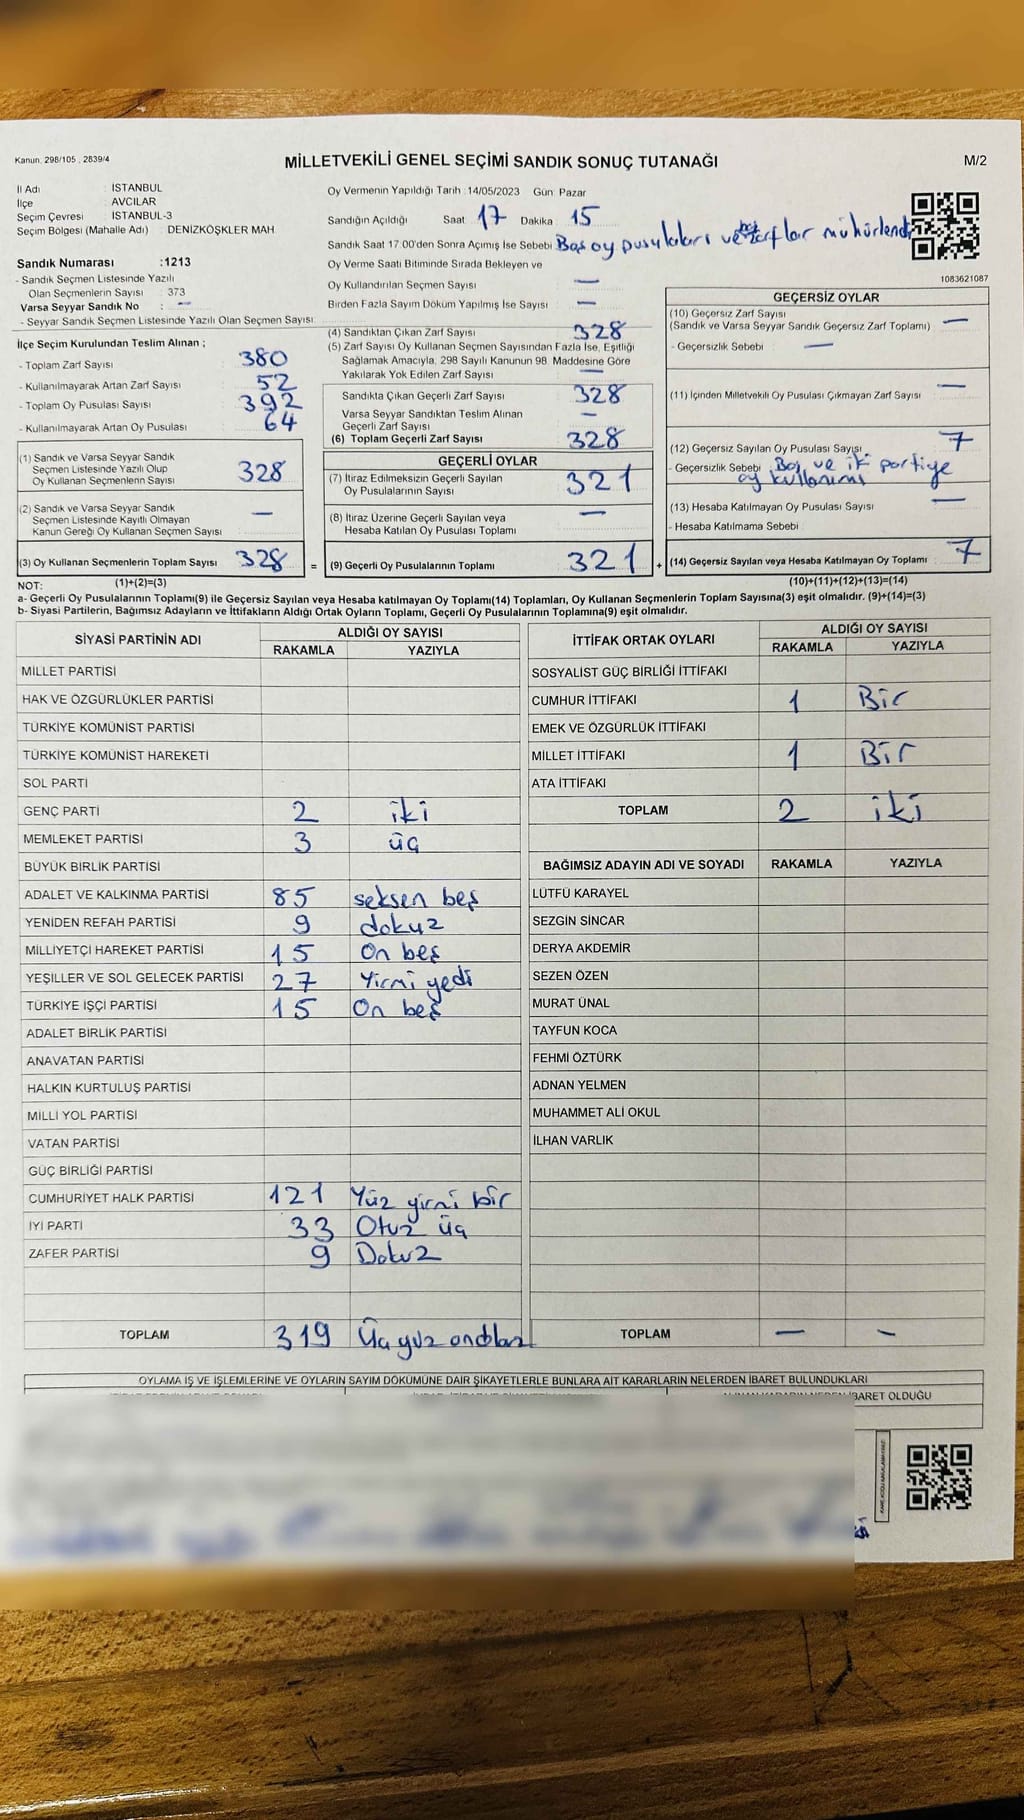 Kanun. 298/105 , 2839/4
MİLLETVEKİLİ GENEL SEÇİMİ SANDIK SONUÇ TUTANAĞI
M/2
İl Adı : İSTANBUL
İlçe : AVCILAR
Seçim Çevresi : İSTANBUL-3
Seçim Bölgesi (Mahalle Adı) : DENİZKÖŞKLER MAH.
Oy Vermenin Yapıldığı Tarih :14/05/2023 Gün: Pazar
Sandığın Açıldığı Saat 17 Dakika 15
Sandık Saat 17.00'den Sonra Açılmış İse Sebebi Boş oy pusulaları ve zarflar mühürlendi
Oy Verme Saati Bitiminde Sırada Bekleyen ve
Oy Kullandırılan Seçmen Sayısı —
Birden Fazla Sayım Döküm Yapılmış İse Sayısı —
1083621087
Sandık Numarası :1213
- Sandık Seçmen Listesinde Yazılı
Olan Seçmenlerin Sayısı : 373
Varsa Seyyar Sandık No : —
- Seyyar Sandık Seçmen Listesinde Yazılı Olan Seçmen Sayısı:
İlçe Seçim Kurulundan Teslim Alınan ;
- Toplam Zarf Sayısı : 380
- Kullanılmayarak Artan Zarf Sayısı : 52
- Toplam Oy Pusulası Sayısı : 392
- Kullanılmayarak Artan Oy Pusulası : 64
(1) Sandık ve Varsa Seyyar Sandık
Seçmen Listesinde Yazılı Olup
Oy Kullanan Seçmenlerin Sayısı 328
(2) Sandık ve Varsa Seyyar Sandık
Seçmen Listesinde Kayıtlı Olmayan
Kanun Gereği Oy Kullanan Seçmen Sayısı —
(3) Oy Kullanan Seçmenlerin Toplam Sayısı 328 =
(4) Sandıktan Çıkan Zarf Sayısı 328
(5) Zarf Sayısı Oy Kullanan Seçmen Sayısından Fazla İse, Eşitliği
Sağlamak Amacıyla, 298 Sayılı Kanunun 98. Maddesine Göre
Yakılarak Yok Edilen Zarf Sayısı —
Sandıkta Çıkan Geçerli Zarf Sayısı 328
Varsa Seyyar Sandıktan Teslim Alınan
Geçerli Zarf Sayısı —
(6) Toplam Geçerli Zarf Sayısı 328
GEÇERLİ OYLAR
(7) İtiraz Edilmeksizin Geçerli Sayılan
Oy Pusulalarının Sayısı 321
(8) İtiraz Üzerine Geçerli Sayılan veya
Hesaba Katılan Oy Pusulası Toplamı —
(9) Geçerli Oy Pusulalarının Toplamı 321 +
GEÇERSİZ OYLAR
(10) Geçersiz Zarf Sayısı
(Sandık ve Varsa Seyyar Sandık Geçersiz Zarf Toplamı) —
- Geçersizlik Sebebi : —
(11) İçinden Milletvekili Oy Pusulası Çıkmayan Zarf Sayısı —
(12) Geçersiz Sayılan Oy Pusulası Sayısı 7
- Geçersizlik Sebebi Boş ve iki partiye
oy kullanımı
(13) Hesaba Katılmayan Oy Pusulası Sayısı —
- Hesaba Katılmama Sebebi
(14) Geçersiz Sayılan veya Hesaba Katılmayan Oy Toplamı : 7
NOT: (1)+(2)=(3) (10)+(11)+(12)+(13)=(14)
a- Geçerli Oy Pusulalarının Toplamı(9) ile Geçersiz Sayılan veya Hesaba katılmayan Oy Toplamı(14) Toplamları, Oy Kullanan Seçmenlerin Toplam Sayısına(3) eşit olmalıdır. (9)+(14)=(3)
b- Siyasi Partilerin, Bağımsız Adayların ve İttifakların Aldığı Ortak Oyların Toplamı, Geçerli Oy Pusulalarının Toplamına(9) eşit olmalıdır.
SİYASİ PARTİNİN ADI ALDIĞI OY SAYISI
RAKAMLA YAZIYLA
MİLLET PARTİSİ
HAK VE ÖZGÜRLÜKLER PARTİSİ
TÜRKİYE KOMÜNİST PARTİSİ
TÜRKİYE KOMÜNİST HAREKETİ
SOL PARTİ
GENÇ PARTİ 2 iki
MEMLEKET PARTİSİ 3 üç
BÜYÜK BİRLİK PARTİSİ
ADALET VE KALKINMA PARTİSİ 85 seksen beş
YENİDEN REFAH PARTİSİ 9 dokuz
MİLLİYETÇİ HAREKET PARTİSİ 15 On beş
YEŞİLLER VE SOL GELECEK PARTİSİ 27 Yirmi yedi
TÜRKİYE İŞÇİ PARTİSİ 15 On beş
ADALET BİRLİK PARTİSİ
ANAVATAN PARTİSİ
HALKIN KURTULUŞ PARTİSİ
MİLLİ YOL PARTİSİ
VATAN PARTİSİ
GÜÇ BİRLİĞİ PARTİSİ
CUMHURİYET HALK PARTİSİ 121 Yüz yirmi bir
İYİ PARTİ 33 Otuz üç
ZAFER PARTİSİ 9 Dokuz
TOPLAM 319 Üç yüz ondokuz
İTTİFAK ORTAK OYLARI ALDIĞI OY SAYISI
RAKAMLA YAZIYLA
SOSYALİST GÜÇ BİRLİĞİ İTTİFAKI
CUMHUR İTTİFAKI 1 Bir
EMEK VE ÖZGÜRLÜK İTTİFAKI
MİLLET İTTİFAKI 1 Bir
ATA İTTİFAKI
TOPLAM 2 iki
BAĞIMSIZ ADAYIN ADI VE SOYADI RAKAMLA YAZIYLA
LÜTFÜ KARAYEL
SEZGİN SİNCAR
DERYA AKDEMİR
SEZEN ÖZEN
MURAT ÜNAL
TAYFUN KOCA
FEHMİ ÖZTÜRK
ADNAN YELMEN
MUHAMMET ALİ OKUL
İLHAN VARLIK
TOPLAM — —
OYLAMA İŞ VE İŞLEMLERİNE VE OYLARIN SAYIM DÖKÜMÜNE DAİR ŞİKAYETLERLE BUNLARA AİT KARARLARIN NELERDEN İBARET BULUNDUKLARI
İBARET OLDUĞU